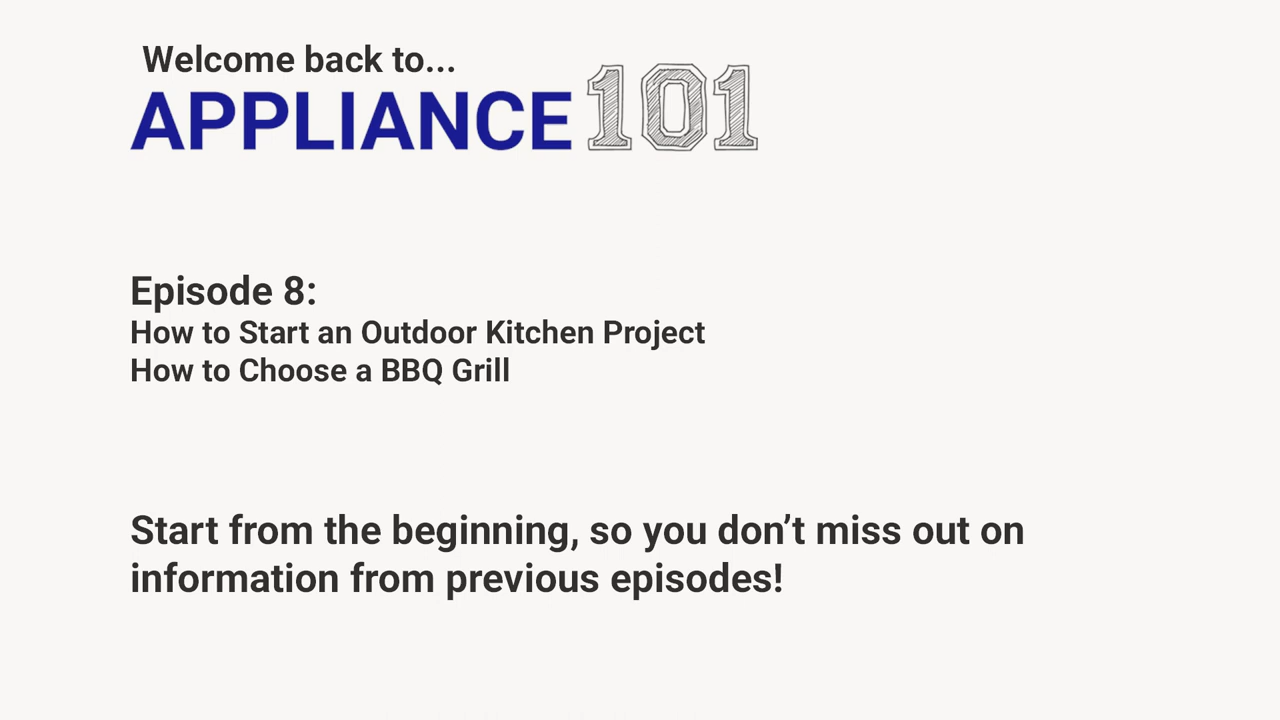 Welcome back to...
APPLIANCE 101
Episode 8:
How to Start an Outdoor Kitchen Project
How to Choose a BBQ Grill
Start from the beginning, so you don’t miss out on
information from previous episodes!